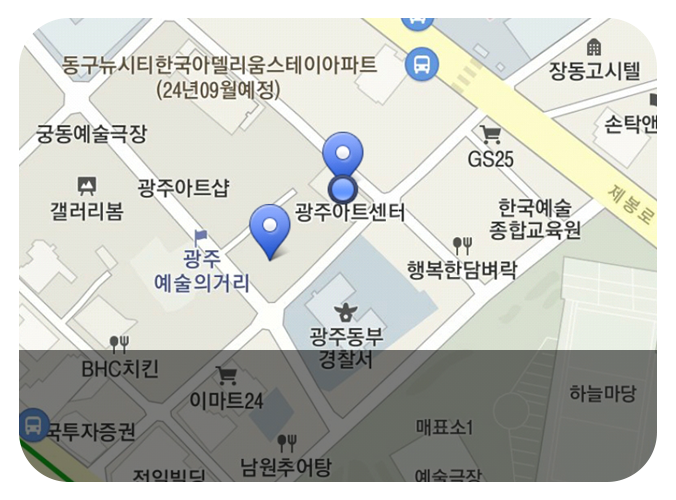 동구뉴시티한국아델리움스테이아파트
(24년09월예정)
장동고시텔
손탁앤
궁동예술극장
GS25
광주아트샵
갤러리봄
광주아트센터
한국예술
종합교육원
제봉로
광주
예술의거리
행복한담벼락
광주동부
경찰서
BHC치킨
이마트24
하늘마당
국투자증권
매표소1
남원추어탕
전일빌딩
예술극장